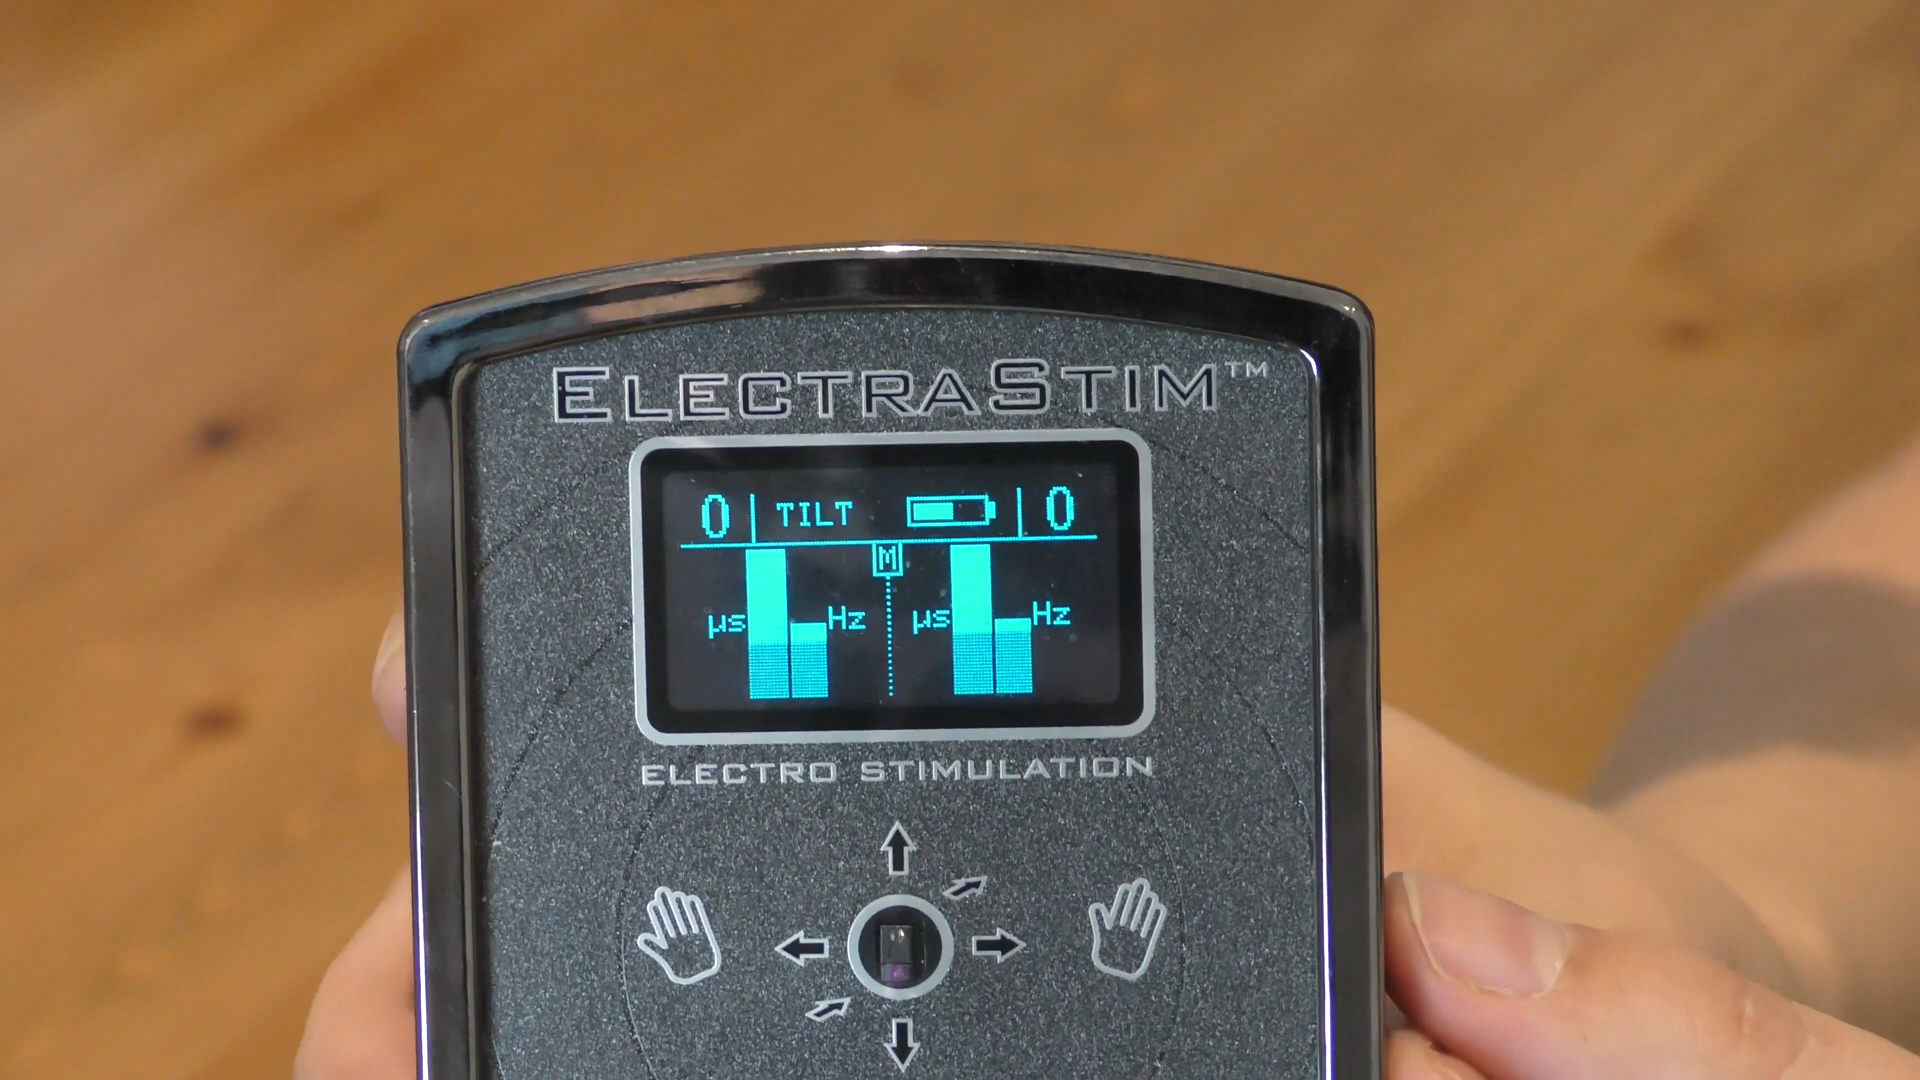 ELECTRASTIM™
0 TILT 0
M
µs Hz µs Hz
ELECTRO STIMULATION